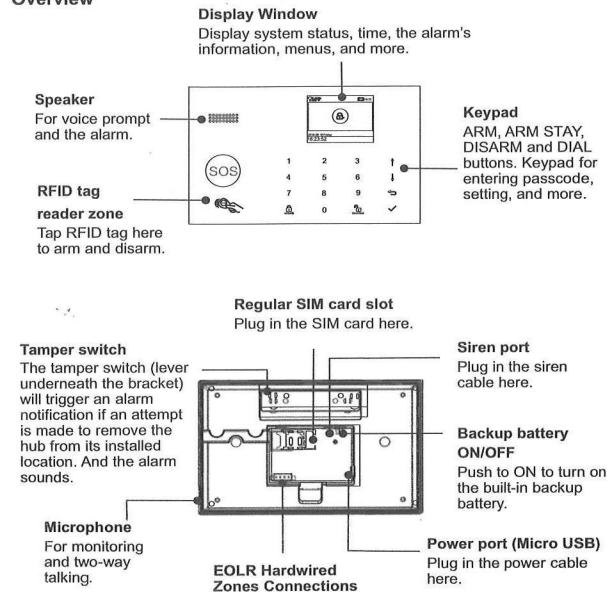 Overview
Display Window
Display system status, time, the alarm's
information, menus, and more.
Speaker
For voice prompt
and the alarm.
Keypad
ARM, ARM STAY,
DISARM and DIAL
buttons. Keypad for
entering passcode,
setting, and more.
SOS
1 2 3
4 5 6
7 8 9
0
RFID tag
reader zone
Tap RFID tag here
to arm and disarm.
Regular SIM card slot
Plug in the SIM card here.
Tamper switch
The tamper switch (lever
underneath the bracket)
will trigger an alarm
notification if an attempt
is made to remove the
hub from its installed
location. And the alarm
sounds.
Siren port
Plug in the siren
cable here.
Backup battery
ON/OFF
Push to ON to turn on
the built-in backup
battery.
Microphone
For monitoring
and two-way
talking.
EOLR Hardwired
Zones Connections
Power port (Micro USB)
Plug in the power cable
here.